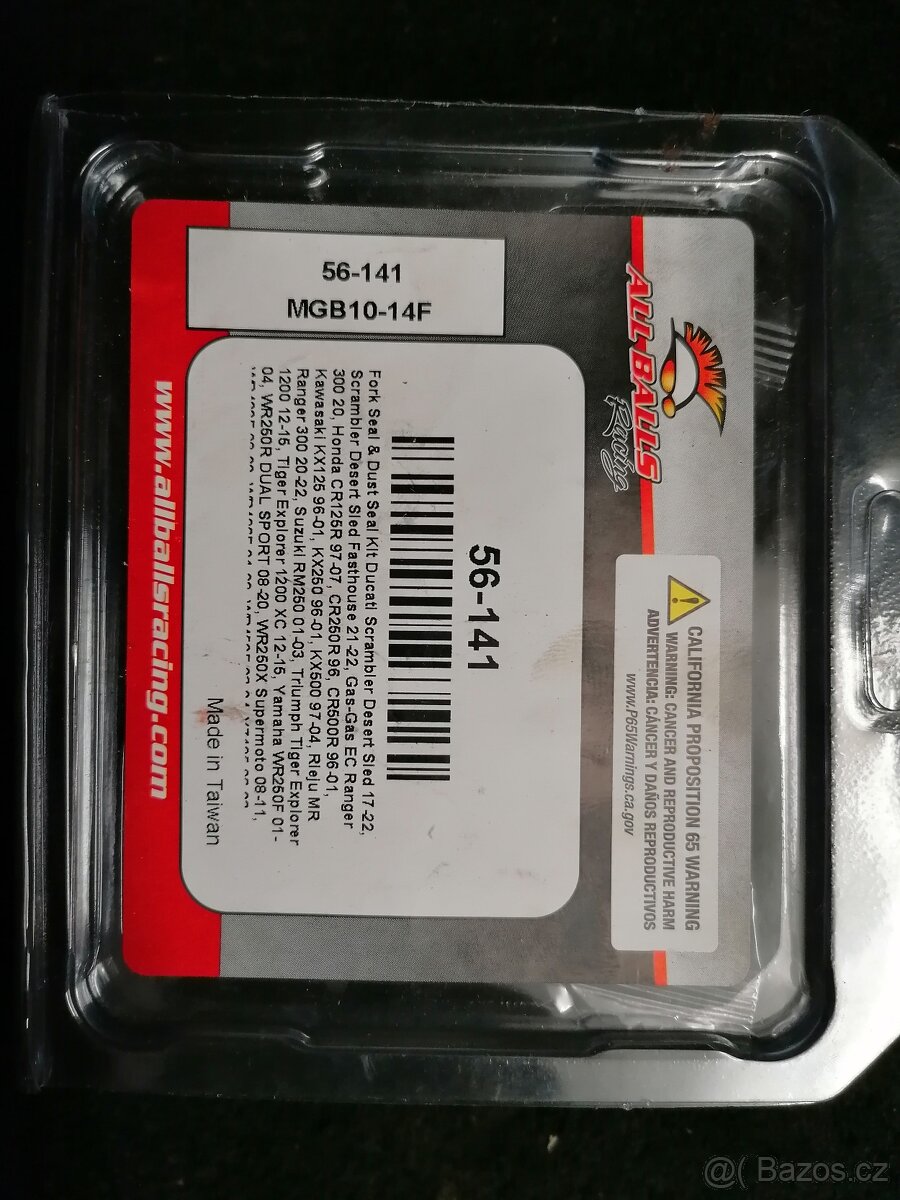 56-141
MGB10-14F
ALL BALLS
Racing
CALIFORNIA PROPOSITION 65 WARNING
WARNING: CANCER AND REPRODUCTIVE HARM
ADVERTENCIA: CÁNCER Y DAÑOS REPRODUCTIVOS
www.P65Warnings.ca.gov
56-141
Fork Seal & Dust Seal Kit Ducati Scrambler Desert Sled 17-22,
Scrambler Desert Sled Fasthouse 21-22, Gas-Gas EC Ranger
300 20, Honda CR125R 97-07, CR250R 96, CR500R 96-01,
Kawasaki KX125 96-01, KX250 96-01, KX500 97-04, Rieju MR
Ranger 300 20-22, Suzuki RM250 01-03, Triumph Tiger Explorer
1200 12-15, Tiger Explorer 1200 XC 12-15, Yamaha WR250F 01-
04, WR250R DUAL SPORT 08-20, WR250X Supermoto 08-11,
Made in Taiwan
www.allballsracing.com
@( Bazos.cz